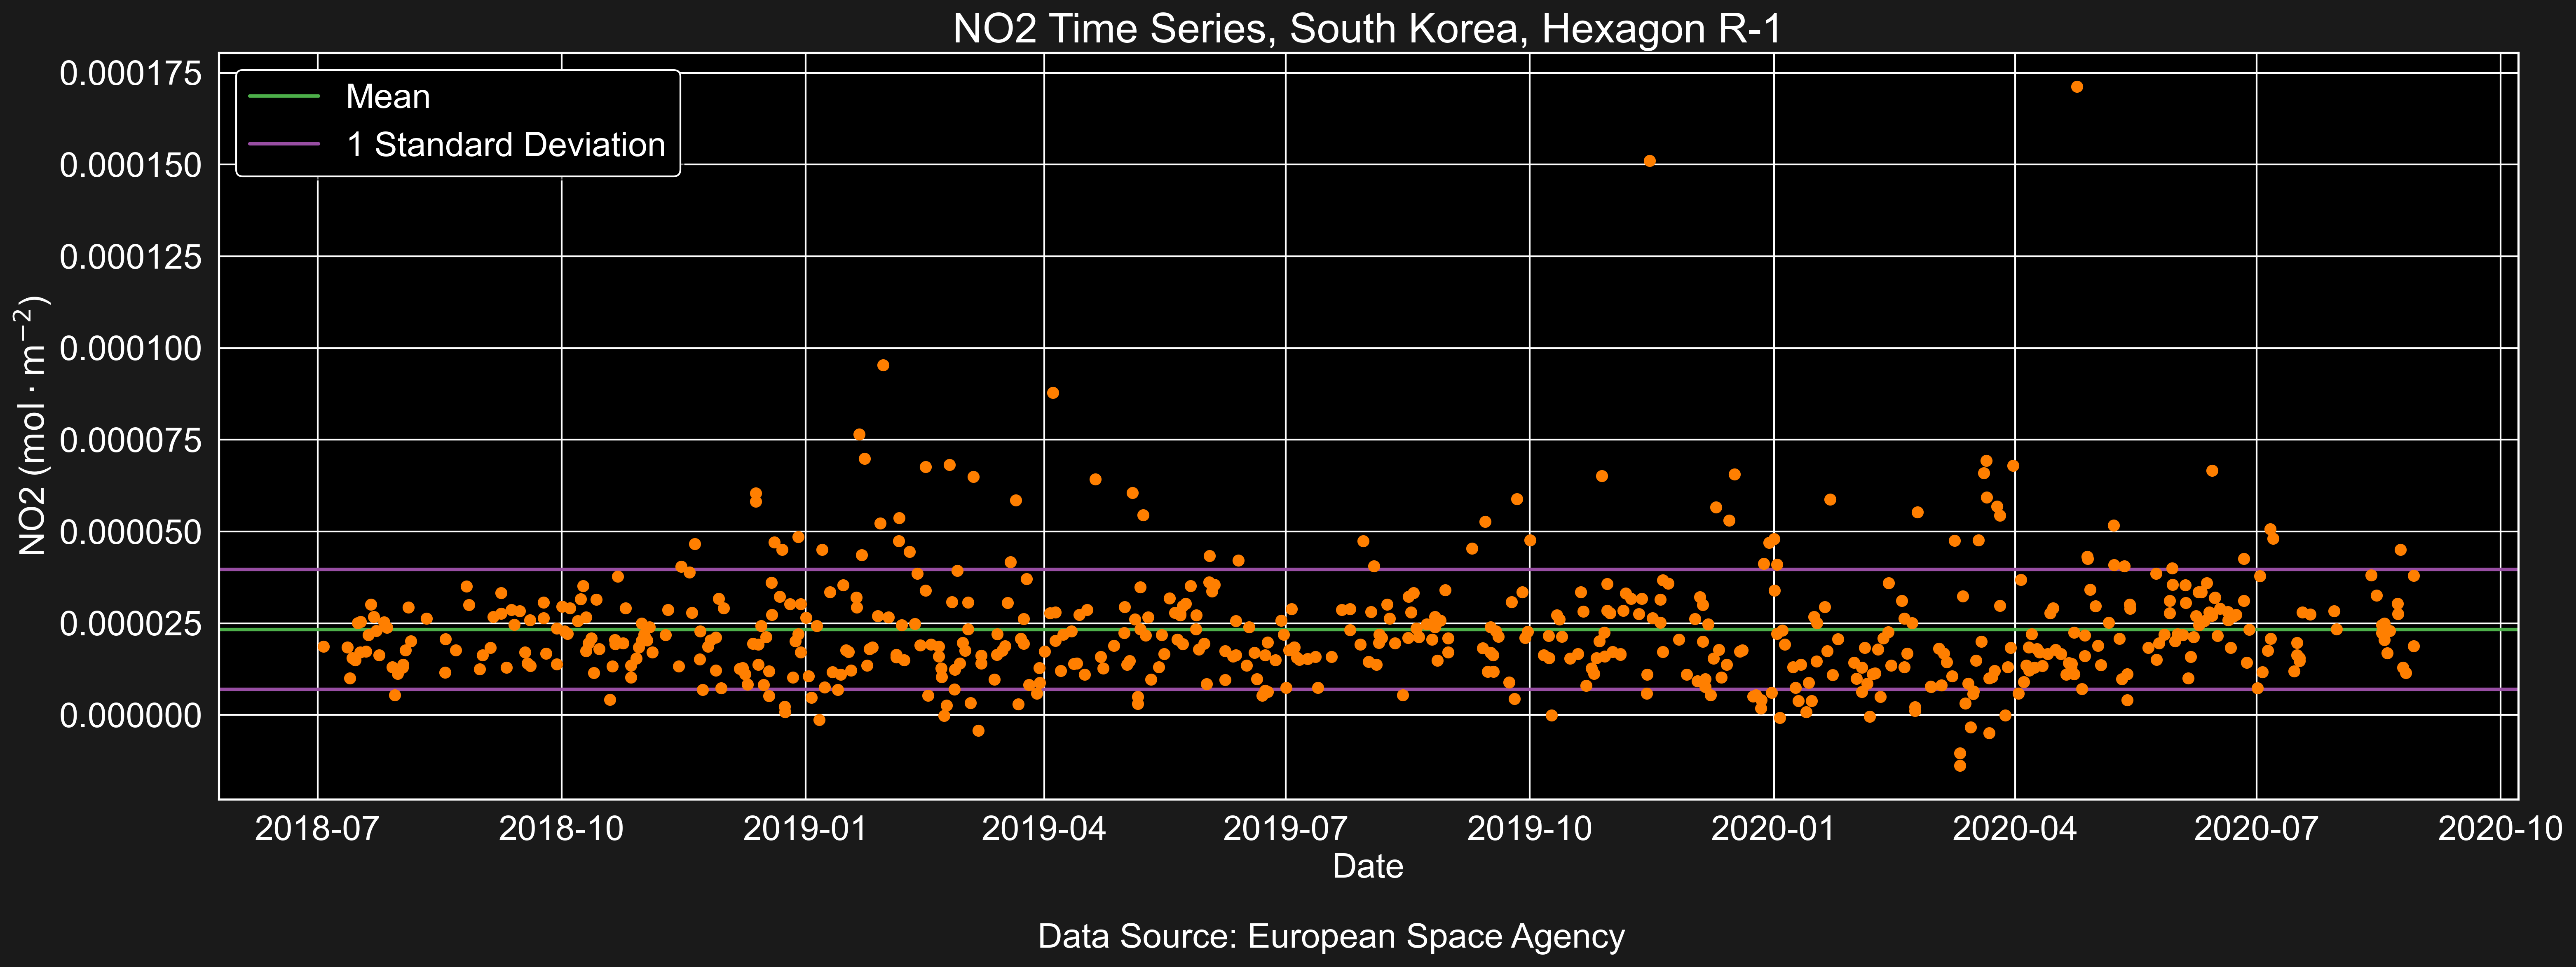 NO2 Time Series, South Korea, Hexagon R-1
Mean
1 Standard Deviation
NO2 (mol · m⁻²)
0.000175
0.000150
0.000125
0.000100
0.000075
0.000050
0.000025
0.000000
2018-07 2018-10 2019-01 2019-04 2019-07 2019-10 2020-01 2020-04 2020-07 2020-10
Date
Data Source: European Space Agency